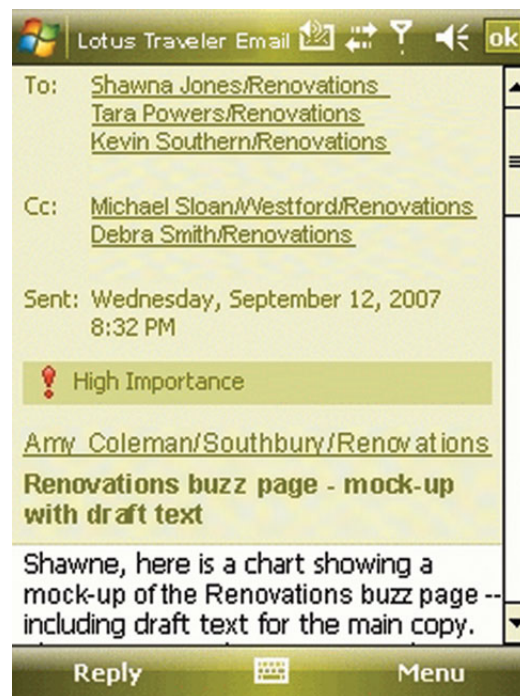 Lotus Traveler Email
ok
To: Shawna Jones/Renovations
Tara Powers/Renovations
Kevin Southern/Renovations
Cc: Michael Sloan/Westford/Renovations
Debra Smith/Renovations
Sent: Wednesday, September 12, 2007
8:32 PM
High Importance
Amy Coleman/Southbury/Renovations
Renovations buzz page - mock-up
with draft text
Shawne, here is a chart showing a
mock-up of the Renovations buzz page --
including draft text for the main copy.
Reply
Menu